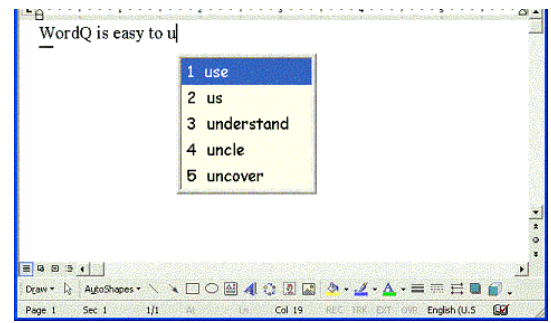 WordQ is easy to u
1 use
2 us
3 understand
4 uncle
5 uncover
Draw AutoShapes
Page 1 Sec 1 1/1 At Ln Col 19 REC TRK EXT OVR English (U.S